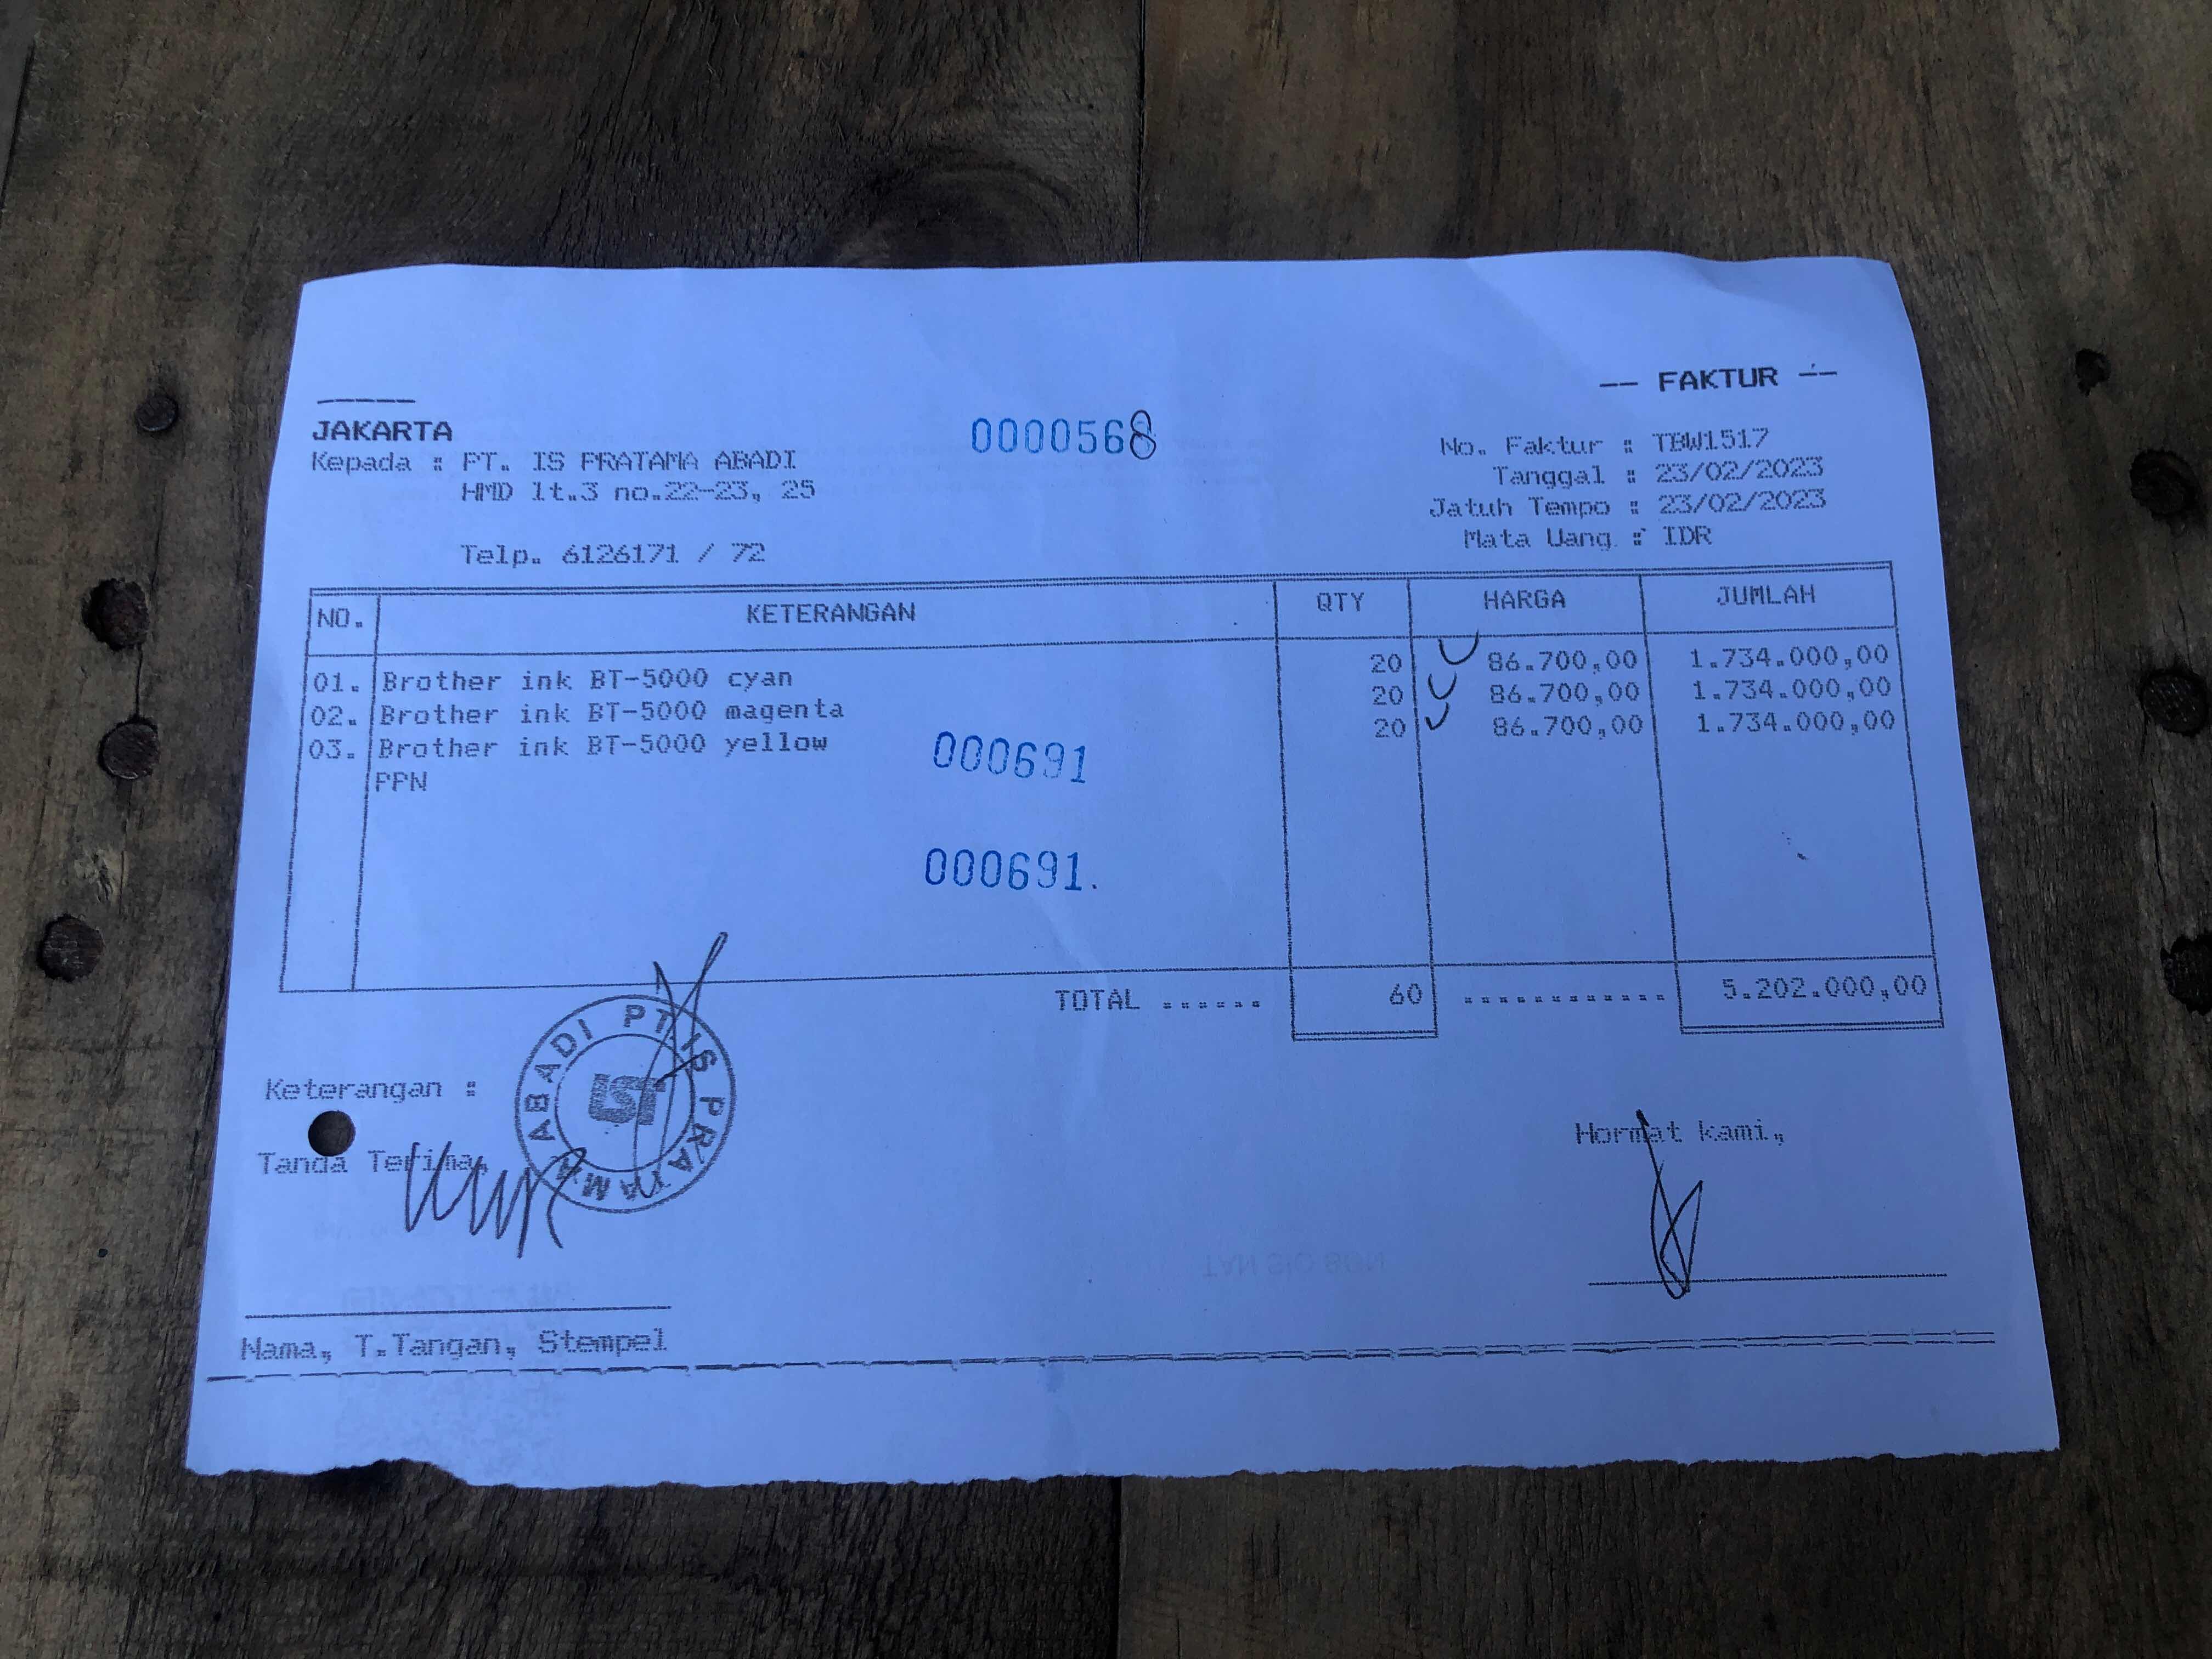 -- FAKTUR --
JAKARTA
0000568
Kepada : PT. IS PRATAMA ABADI
HMD lt.3 no.22-23, 25
Telp. 6126171 / 72
No. Faktur : TBW1517
Tanggal : 23/02/2023
Jatuh Tempo : 23/02/2023
Mata Uang : IDR
NO. KETERANGAN QTY HARGA JUMLAH
01. Brother ink BT-5000 cyan 20 86.700,00 1.734.000,00
02. Brother ink BT-5000 magenta 20 86.700,00 1.734.000,00
03. Brother ink BT-5000 yellow 20 86.700,00 1.734.000,00
PPN
000691
000691.
TOTAL ...... 60 ............ 5.202.000,00
Keterangan :
PT. IS PRATAMA ABADI
IST
Tanda Terima,
Hormat kami,
Nama, T.Tangan, Stempel